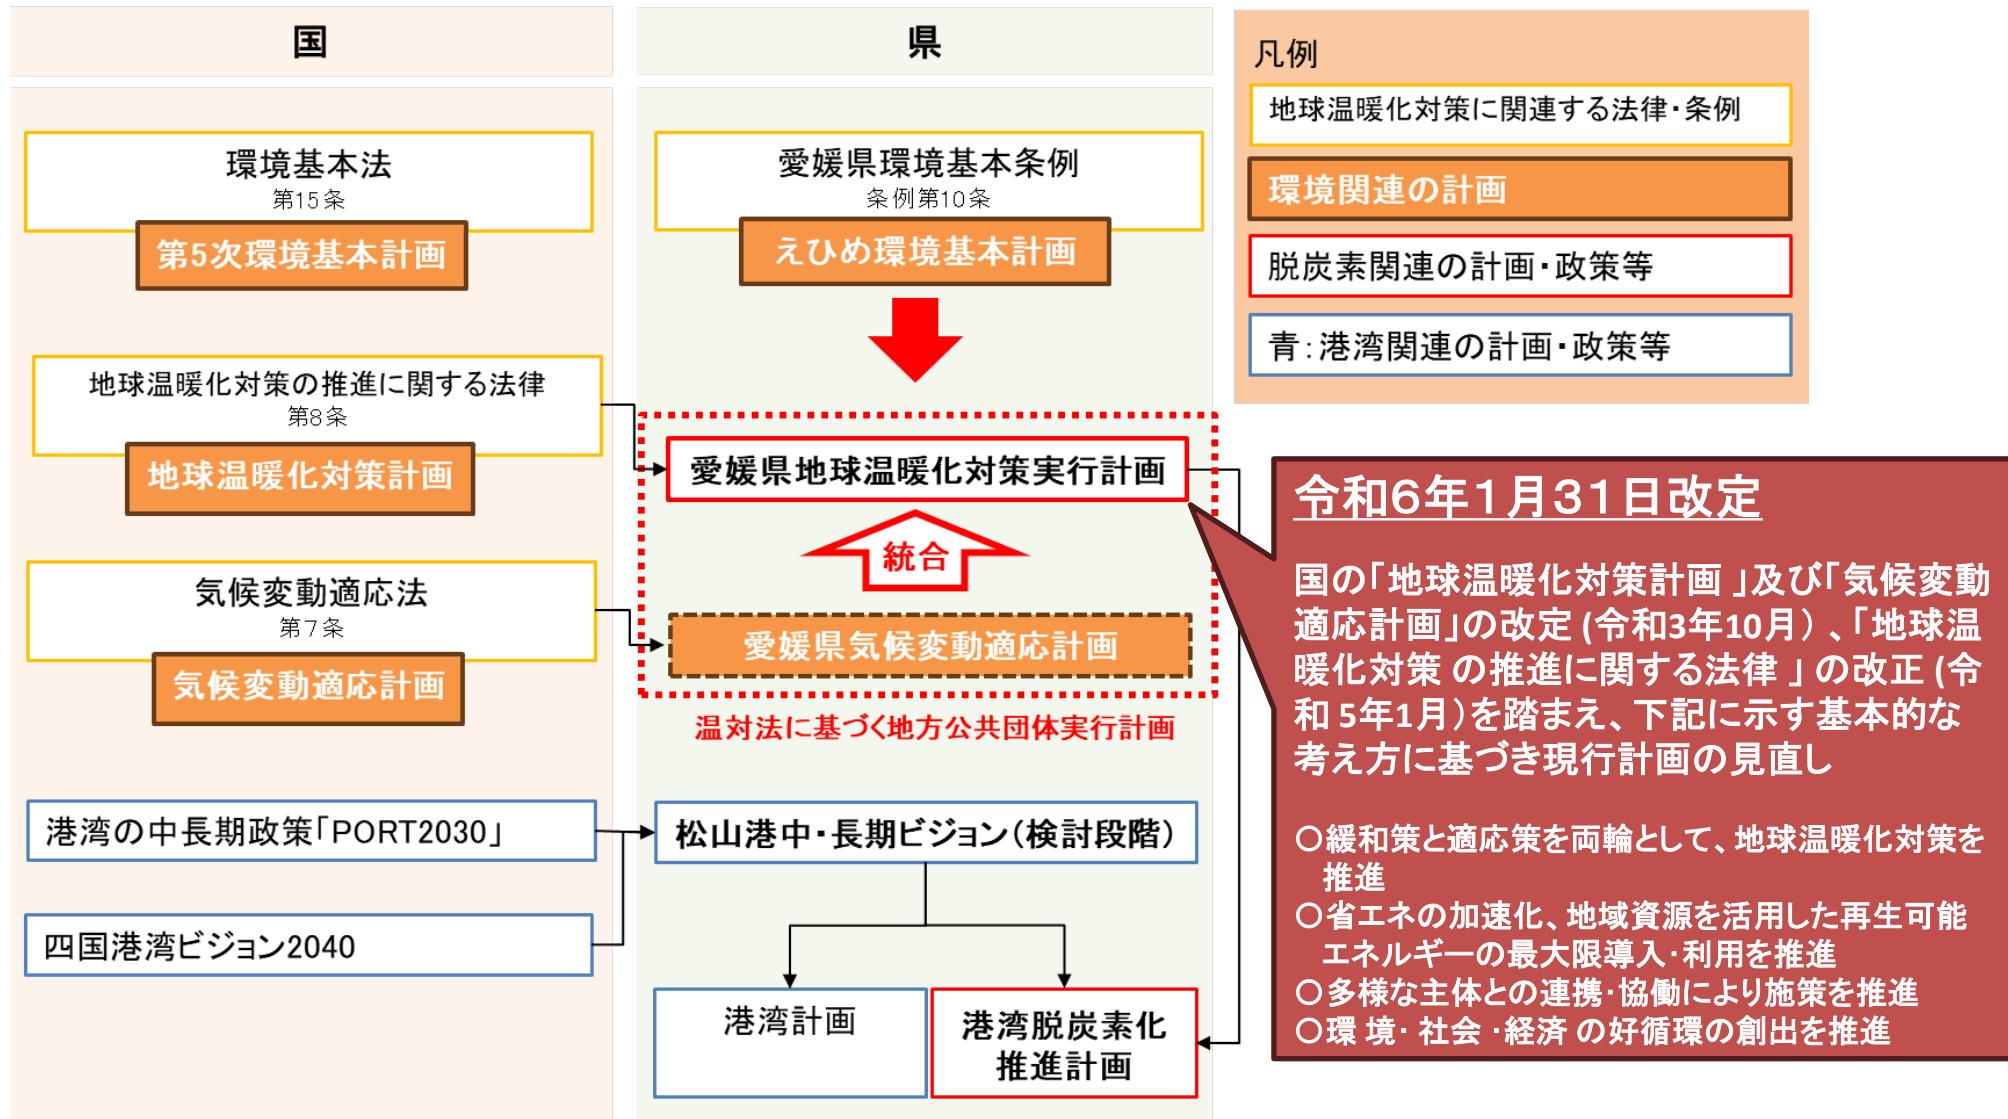 国
環境基本法
第15条
第5次環境基本計画
地球温暖化対策の推進に関する法律
第8条
地球温暖化対策計画
気候変動適応法
第7条
気候変動適応計画
港湾の中長期政策「PORT2030」
四国港湾ビジョン2040
県
愛媛県環境基本条例
条例第10条
えひめ環境基本計画
愛媛県地球温暖化対策実行計画
統合
愛媛県気候変動適応計画
温対法に基づく地方公共団体実行計画
松山港中・長期ビジョン(検討段階)
港湾計画
港湾脱炭素化
推進計画
凡例
地球温暖化対策に関連する法律・条例
環境関連の計画
脱炭素関連の計画・政策等
青:港湾関連の計画・政策等
令和6年1月31日改定
国の「地球温暖化対策計画 」及び「気候変動
適応計画」の改定 (令和3年10月) 、「地球温
暖化対策 の推進に関する法律 」 の改正 (令
和 5年1月)を踏まえ、下記に示す基本的な
考え方に基づき現行計画の見直し
○緩和策と適応策を両輪として、地球温暖化対策を
推進
○省エネの加速化、地域資源を活用した再生可能
エネルギーの最大限導入・利用を推進
○多様な主体との連携・協働により施策を推進
○環 境・ 社会 ・経済 の好循環の創出を推進